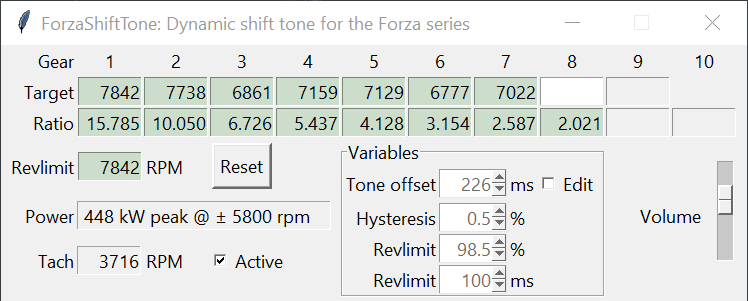 ForzaShiftTone: Dynamic shift tone for the Forza series
Gear 1 2 3 4 5 6 7 8 9 10
Target 7842 7738 6861 7159 7129 6777 7022
Ratio 15.785 10.050 6.726 5.437 4.128 3.154 2.587 2.021
Revlimit 7842 RPM Reset
Variables
Tone offset 226 ms Edit
Hysteresis 0.5 %
Revlimit 98.5 %
Revlimit 100 ms
Power 448 kW peak @ ± 5800 rpm
Tach 3716 RPM Active
Volume